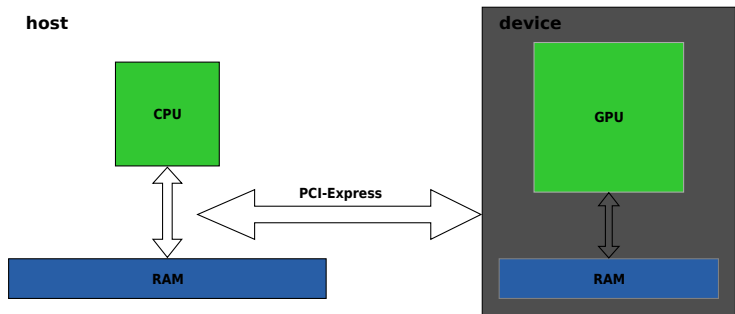 host
device
CPU
GPU
PCI-Express
RAM
RAM